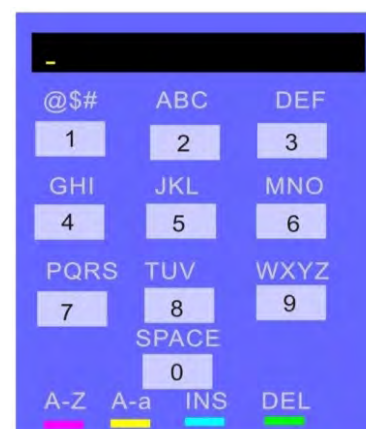 _
@$# ABC DEF
1 2 3
GHI JKL MNO
4 5 6
PQRS TUV WXYZ
7 8 9
SPACE
0
A-Z A-a INS DEL